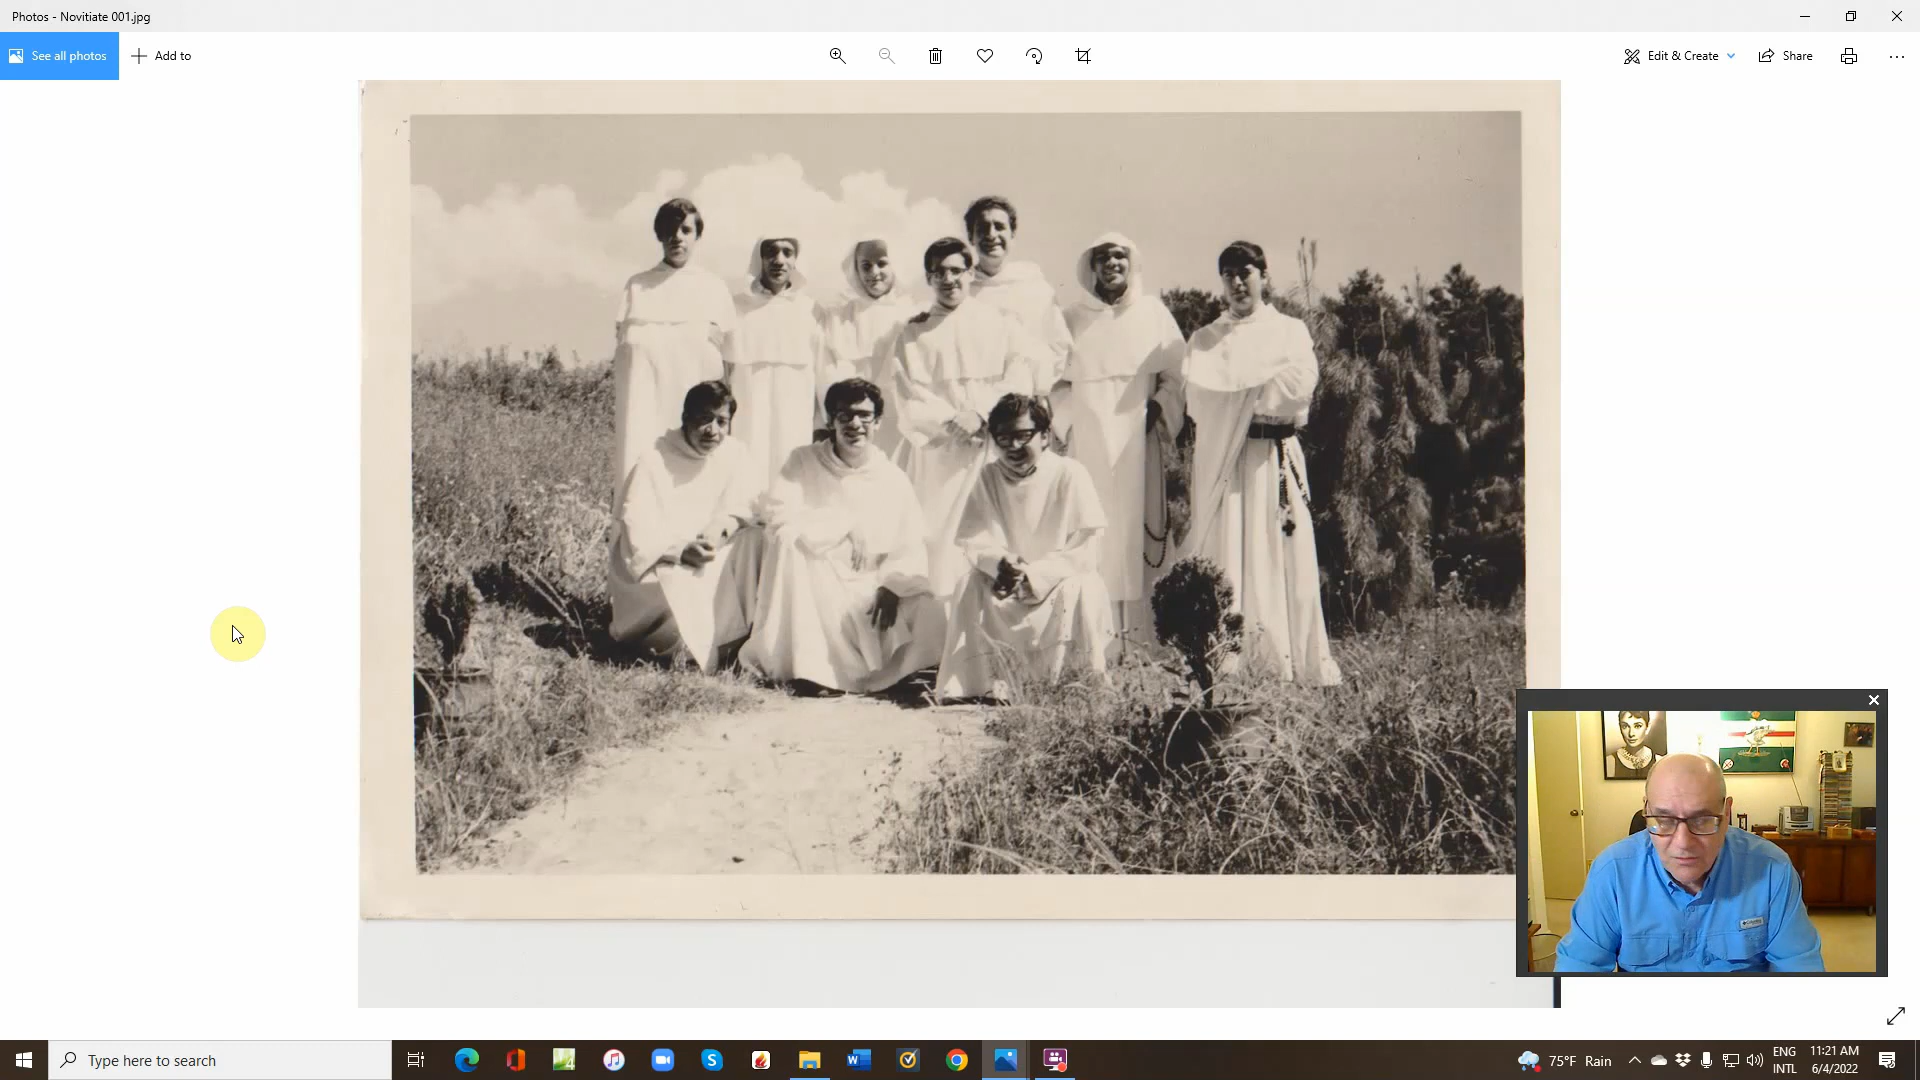 Photos - Novitiate 001.jpg
See all photos
Add to
Edit & Create
Share
Type here to search
75°F Rain
ENG
INTL
11:21 AM
6/4/2022